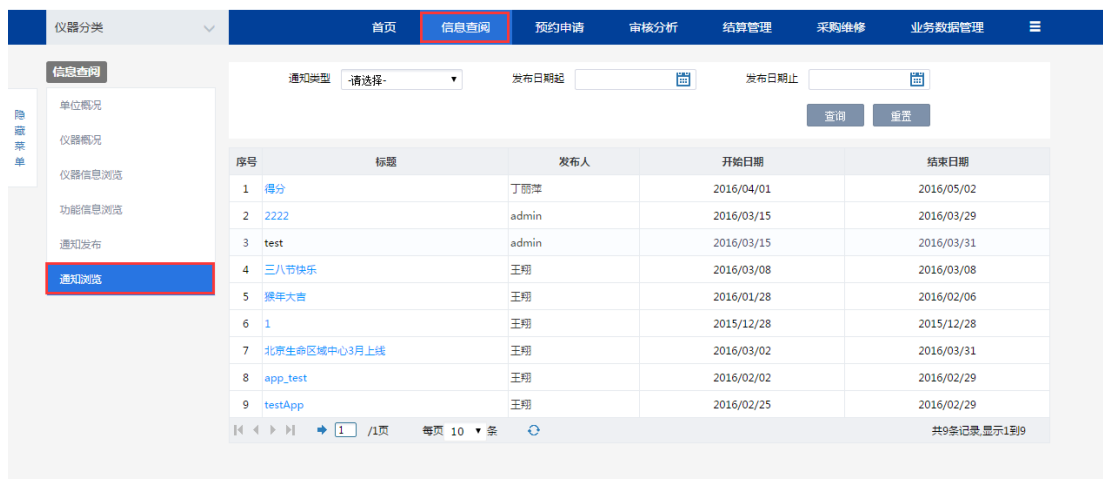 仪器分类 首页 信息查阅 预约申请 审核分析 结算管理 采购维修 业务数据管理
隐藏菜单
信息查阅
单位概况
仪器概况
仪器信息浏览
功能信息浏览
通知发布
通知浏览
通知类型 -请选择- 发布日期起 发布日期止
查询 重置
序号 标题 发布人 开始日期 结束日期
1 得分 丁丽萍 2016/04/01 2016/05/02
2 2222 admin 2016/03/15 2016/03/29
3 test admin 2016/03/15 2016/03/31
4 三八节快乐 王翔 2016/03/08 2016/03/08
5 猴年大吉 王翔 2016/01/28 2016/02/06
6 1 王翔 2015/12/28 2015/12/28
7 北京生命区域中心3月上线 王翔 2016/03/02 2016/03/31
8 app_test 王翔 2016/02/02 2016/02/29
9 testApp 王翔 2016/02/25 2016/02/29
1 /1页 每页 10 条 共9条记录,显示1到9